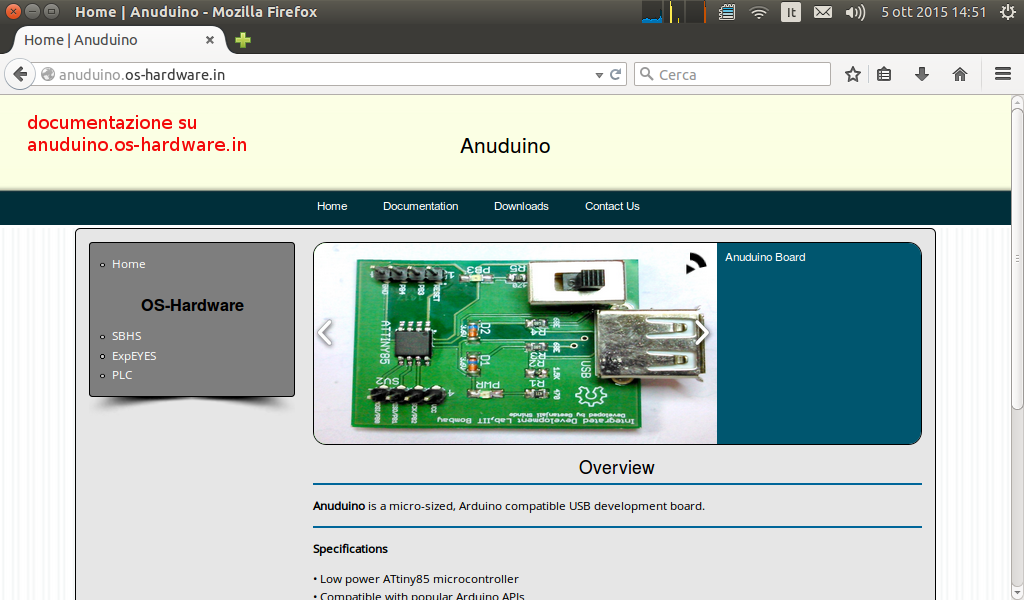 Home | Anuduino - Mozilla Firefox
It
5 ott 2015 14:51
Home | Anuduino
anuduino.os-hardware.in
Cerca
documentazione su
anuduino.os-hardware.in
Anuduino
Home
Documentation
Downloads
Contact Us
Home
OS-Hardware
SBHS
ExpEYES
PLC
PB3
R5
RESET
ATTINY85
D2
D1
USB
PWR
SV2
R1
Developed by Geetanjali Shinde
Integrated Development Lab,IIT Bombay
Anuduino Board
Overview
Anuduino is a micro-sized, Arduino compatible USB development board.
Specifications
• Low power ATtiny85 microcontroller
• Compatible with popular Arduino APIs